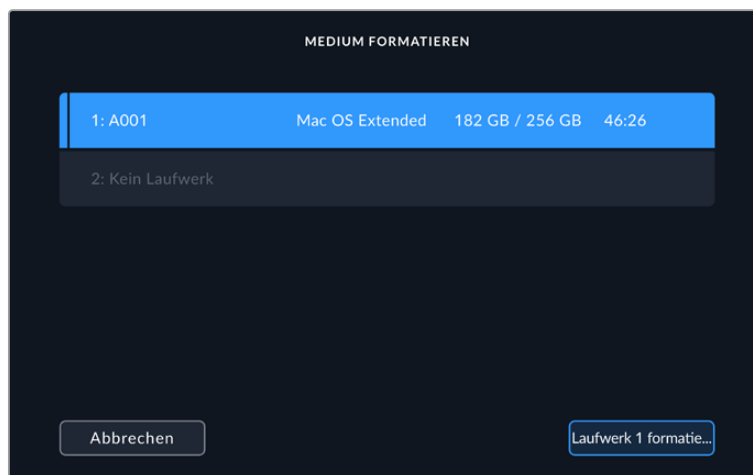 MEDIUM FORMATIEREN
1: A001 Mac OS Extended 182 GB / 256 GB 46:26
2: Kein Laufwerk
Abbrechen Laufwerk 1 formatie...